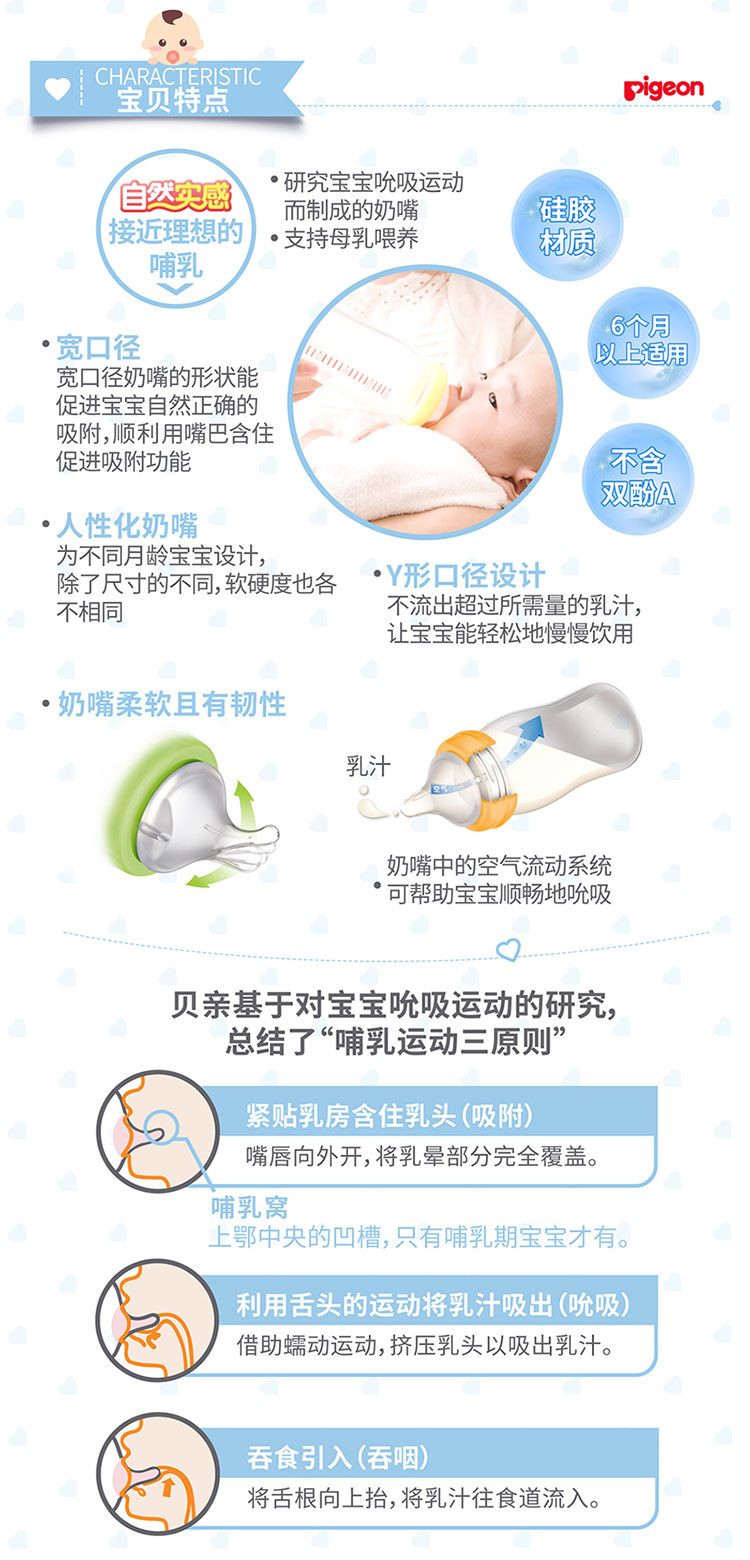 CHARACTERISTIC
宝贝特点
pigeon
自然实感
接近理想的
哺乳
• 研究宝宝吮吸运动
而制成的奶嘴
• 支持母乳喂养
硅胶
材质
6个月
以上适用
不含
双酚A
• 宽口径
宽口径奶嘴的形状能
促进宝宝自然正确的
吸附,顺利用嘴巴含住
促进吸附功能
• 人性化奶嘴
为不同月龄宝宝设计,
除了尺寸的不同,软硬度也各
不相同
• Y形口径设计
不流出超过所需量的乳汁,
让宝宝能轻松地慢慢饮用
• 奶嘴柔软且有韧性
乳汁
空气
奶嘴中的空气流动系统
• 可帮助宝宝顺畅地吮吸
贝亲基于对宝宝吮吸运动的研究,
总结了“哺乳运动三原则”
紧贴乳房含住乳头(吸附)
嘴唇向外开,将乳晕部分完全覆盖。
哺乳窝
上鄂中央的凹槽,只有哺乳期宝宝才有。
利用舌头的运动将乳汁吸出(吮吸)
借助蠕动运动,挤压乳头以吸出乳汁。
吞食引入(吞咽)
将舌根向上抬,将乳汁往食道流入。